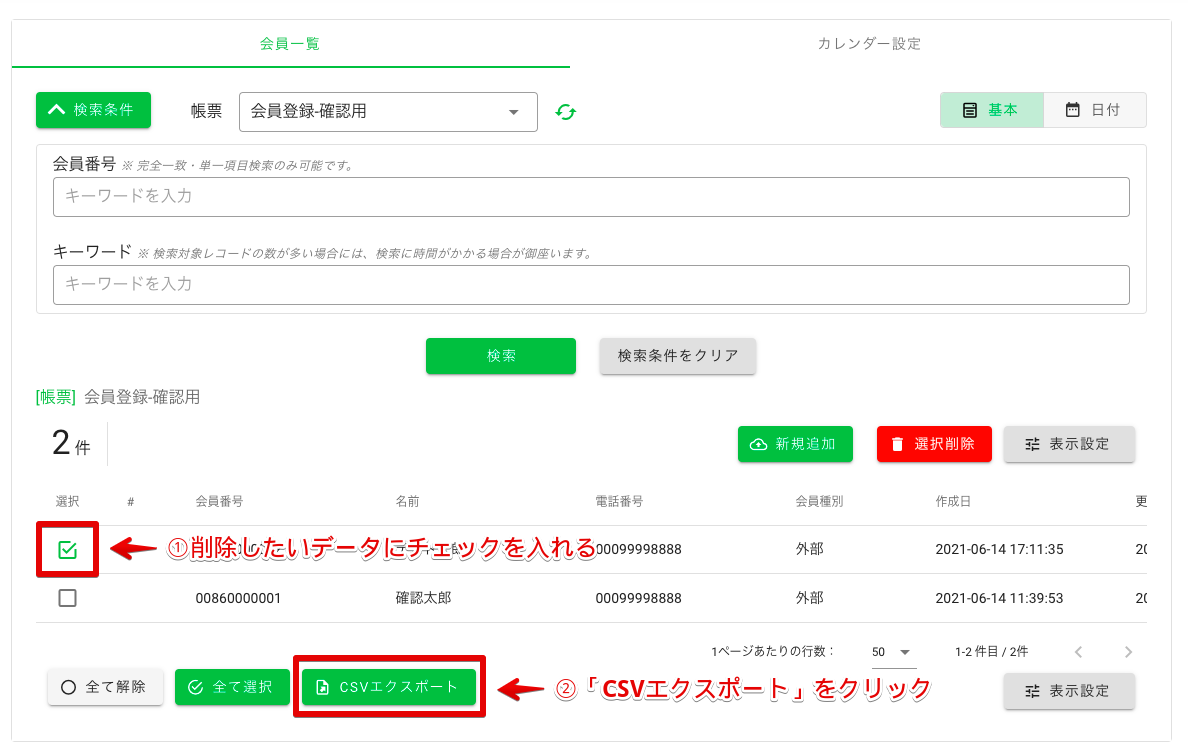 会員一覧 カレンダー設定
検索条件 帳票 会員登録-確認用 基本 日付
会員番号 ※ 完全一致・単一項目検索のみ可能です。
キーワードを入力
キーワード ※ 検索対象レコードの数が多い場合には、検索に時間がかかる場合が御座います。
キーワードを入力
検索 検索条件をクリア
[帳票] 会員登録-確認用
2 件 新規追加 選択削除 表示設定
選択 # 会員番号 名前 電話番号 会員種別 作成日 更
①削除したいデータにチェックを入れる 00099998888 外部 2021-06-14 17:11:35 20
00860000001 確認太郎 00099998888 外部 2021-06-14 11:39:53 20
1ページあたりの行数： 50 1-2 件目 / 2件
全て解除 全て選択 CSVエクスポート ②「CSVエクスポート」をクリック 表示設定